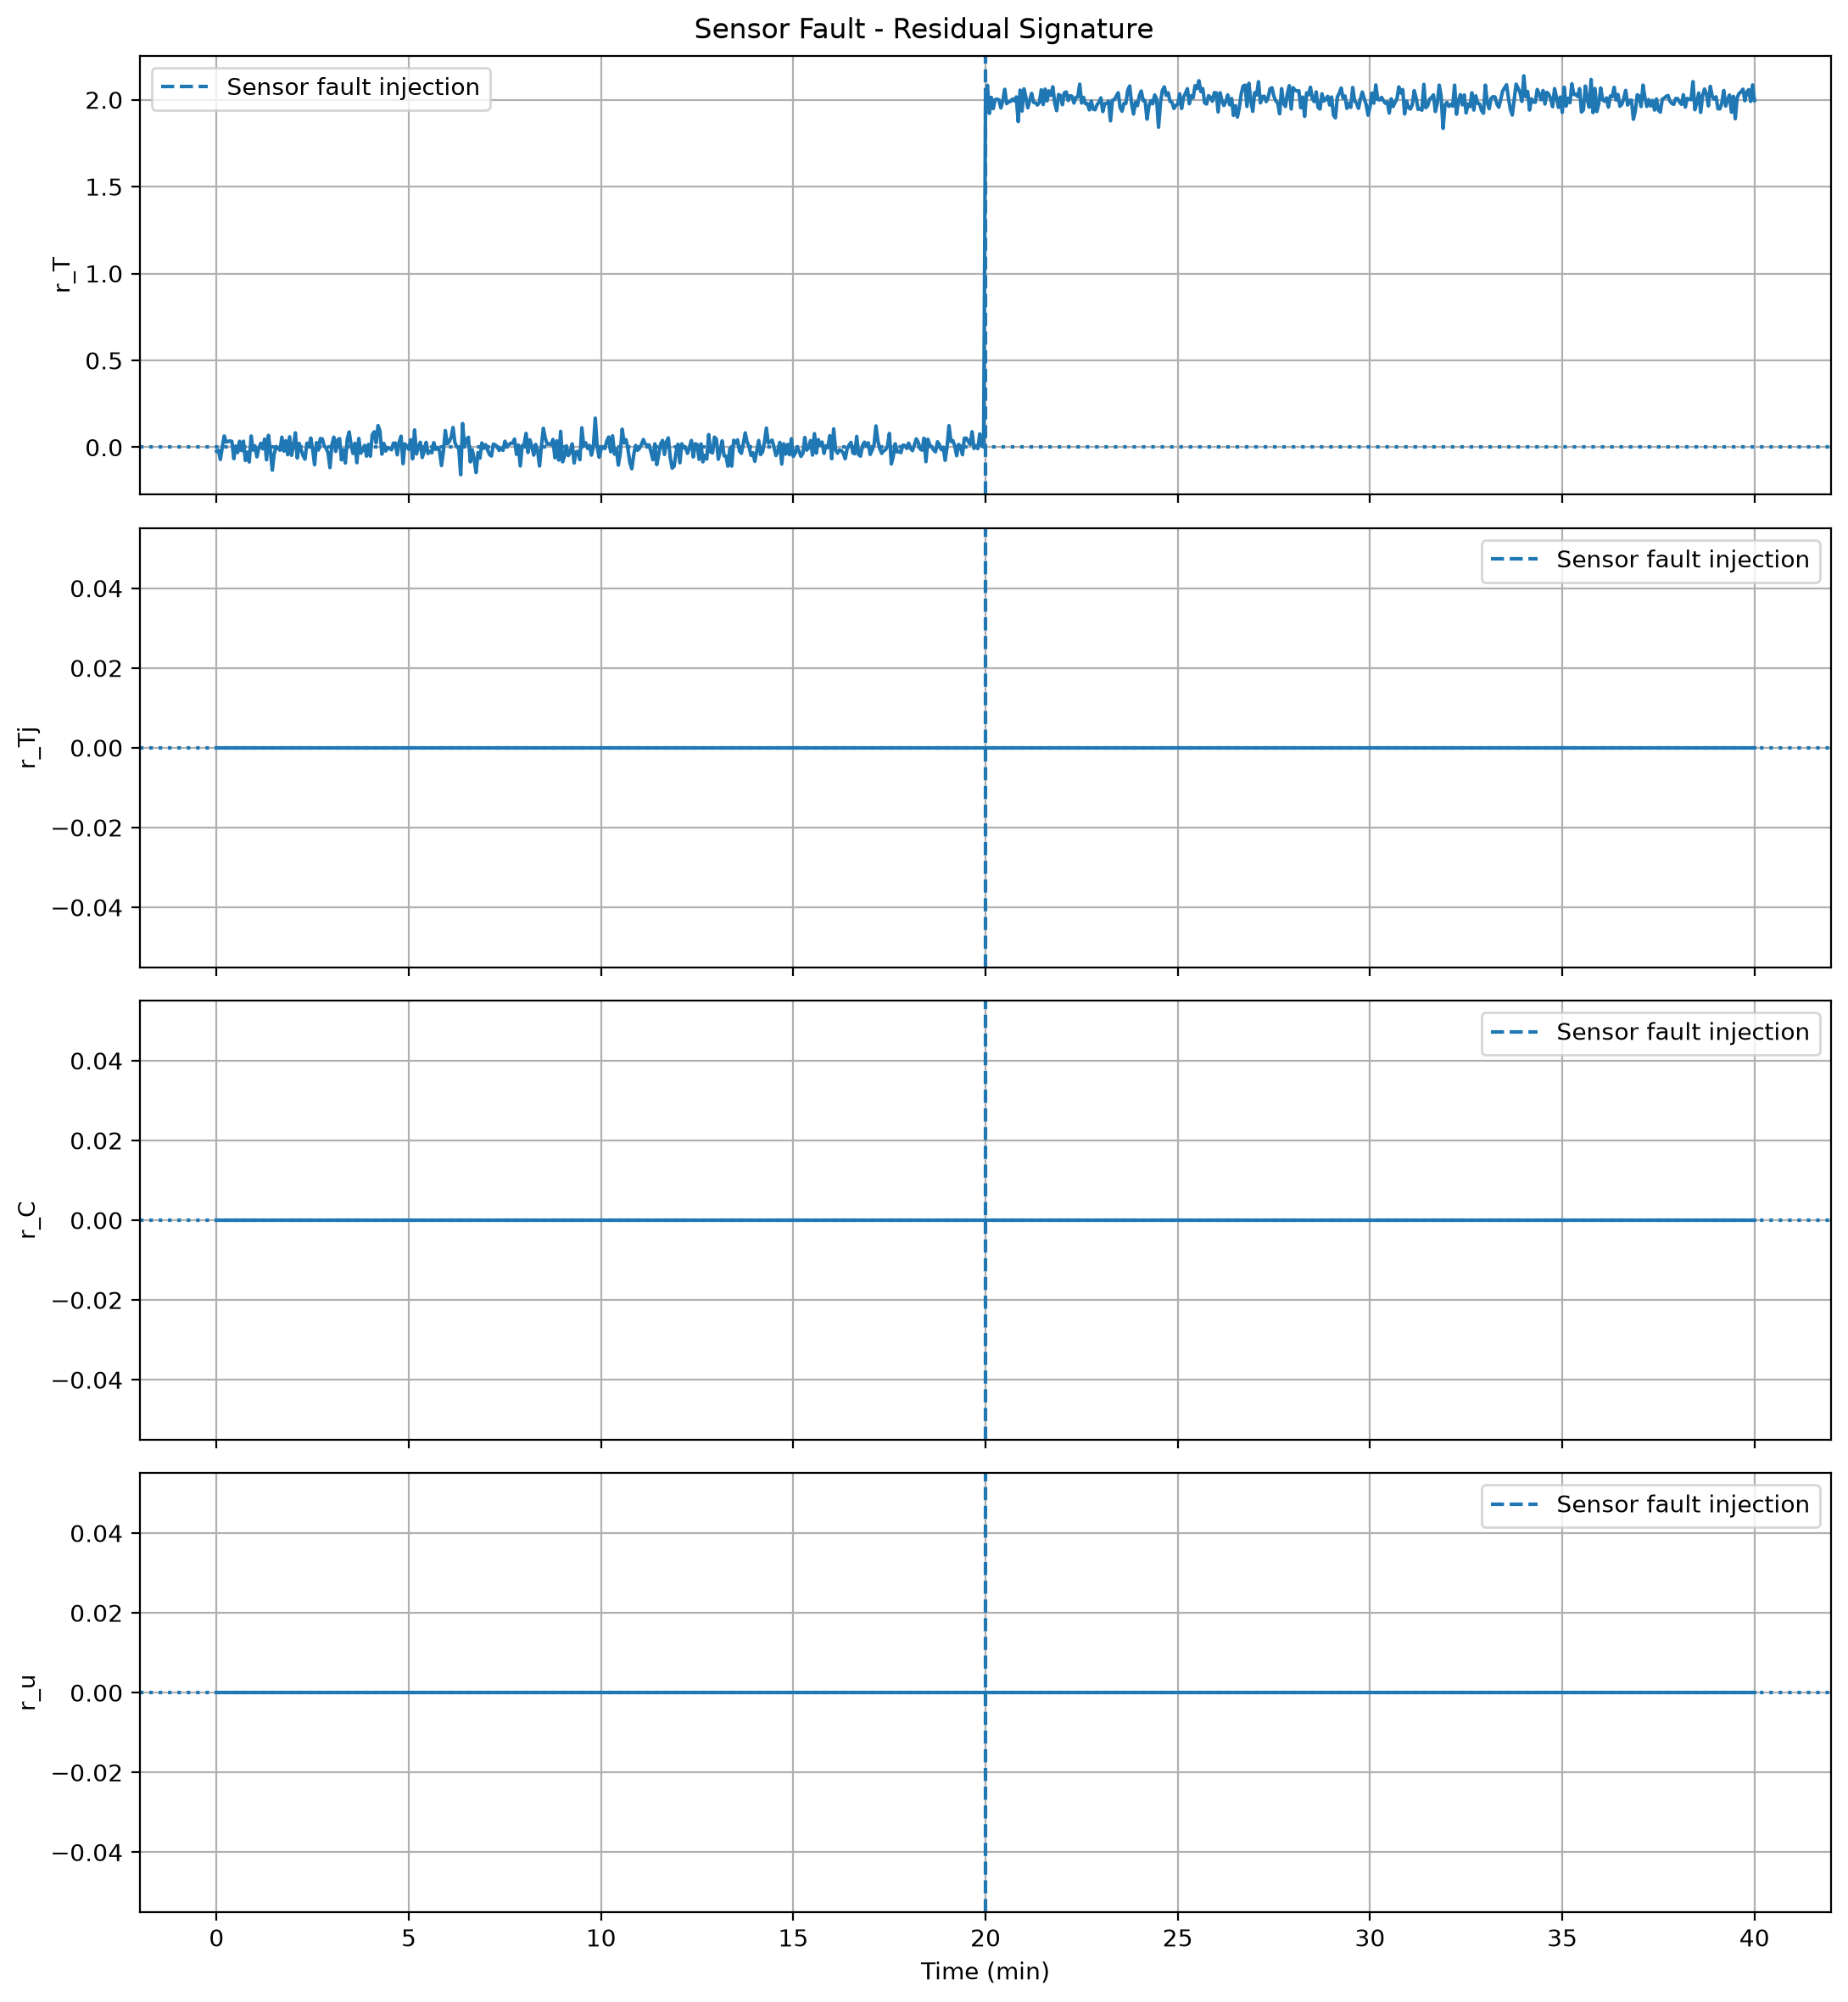 Sensor Fault - Residual Signature
Sensor fault injection
2.0
1.5
1.0
0.5
0.0
r_T
Sensor fault injection
0.04
0.02
0.00
−0.02
−0.04
r_Tj
Sensor fault injection
0.04
0.02
0.00
−0.02
−0.04
r_C
Sensor fault injection
0.04
0.02
0.00
−0.02
−0.04
r_u
0 5 10 15 20 25 30 35 40
Time (min)